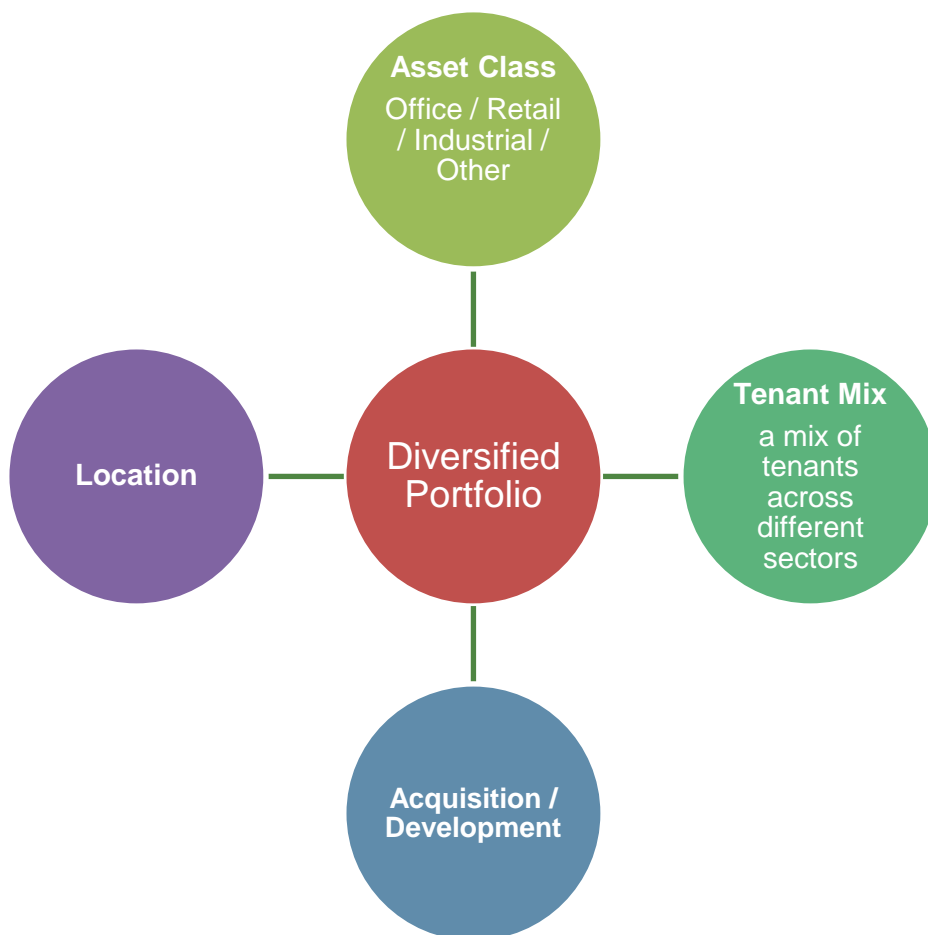 Asset Class
Office / Retail
/ Industrial /
Other
Location
Diversified
Portfolio
Tenant Mix
a mix of
tenants
across
different
sectors
Acquisition /
Development